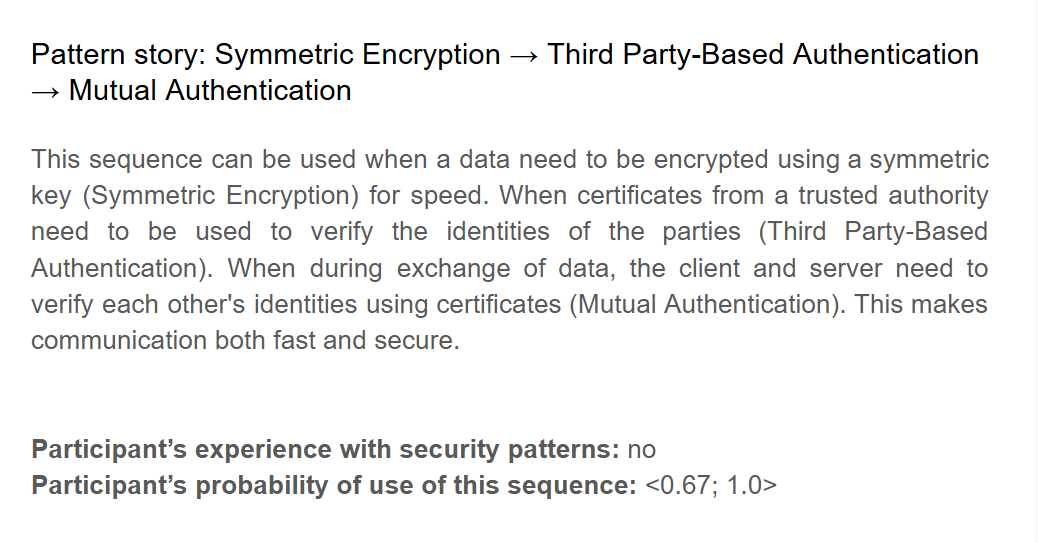 Pattern story: Symmetric Encryption → Third Party-Based Authentication
→ Mutual Authentication
This sequence can be used when a data need to be encrypted using a symmetric
key (Symmetric Encryption) for speed. When certificates from a trusted authority
need to be used to verify the identities of the parties (Third Party-Based
Authentication). When during exchange of data, the client and server need to
verify each other's identities using certificates (Mutual Authentication). This makes
communication both fast and secure.
Participant’s experience with security patterns: no
Participant’s probability of use of this sequence: <0.67; 1.0>